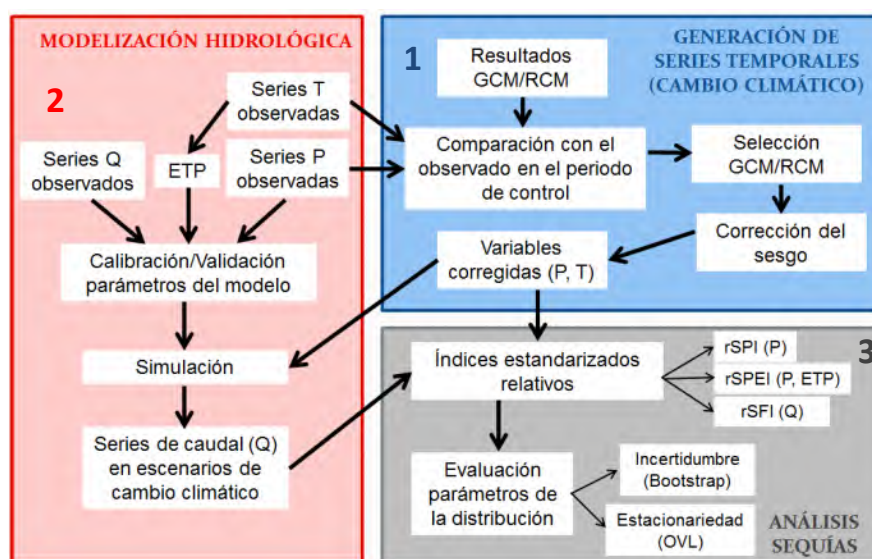 MODELIZACIÓN HIDROLÓGICA
2
Series T
observadas
Series Q
observados
ETP
Series P
observadas
Calibración/Validación
parámetros del modelo
Simulación
Series de caudal (Q)
en escenarios de
cambio climático
1
Resultados
GCM/RCM
GENERACIÓN DE
SERIES TEMPORALES
(CAMBIO CLIMÁTICO)
Comparación con el
observado en el periodo
de control
Selección
GCM/RCM
Corrección del
sesgo
Variables
corregidas (P, T)
3
Índices estandarizados
relativos
rSPI (P)
rSPEI (P, ETP)
rSFI (Q)
Evaluación
parámetros de
la distribución
Incertidumbre
(Bootstrap)
Estacionariedad
(OVL)
ANÁLISIS
SEQUÍAS